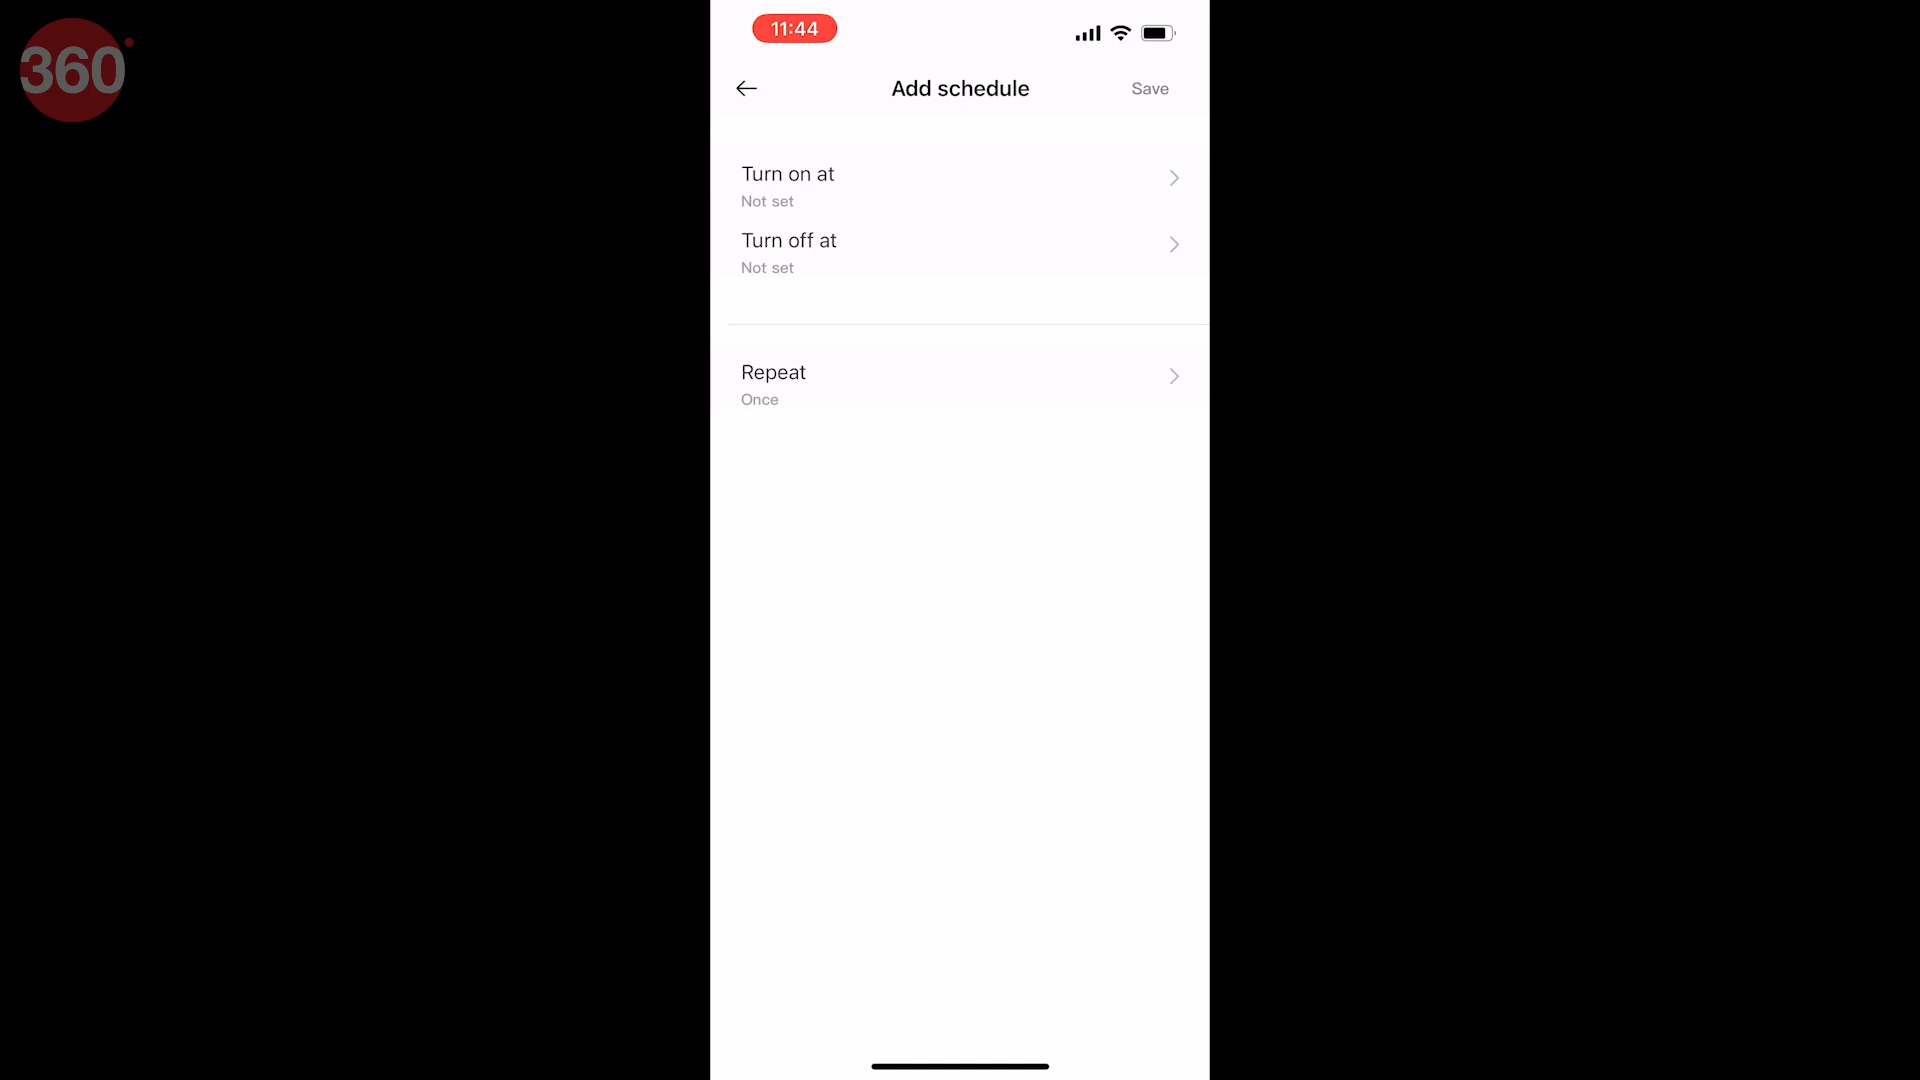 360
11:44
Add schedule
Save
Turn on at
Not set
Turn off at
Not set
Repeat
Once